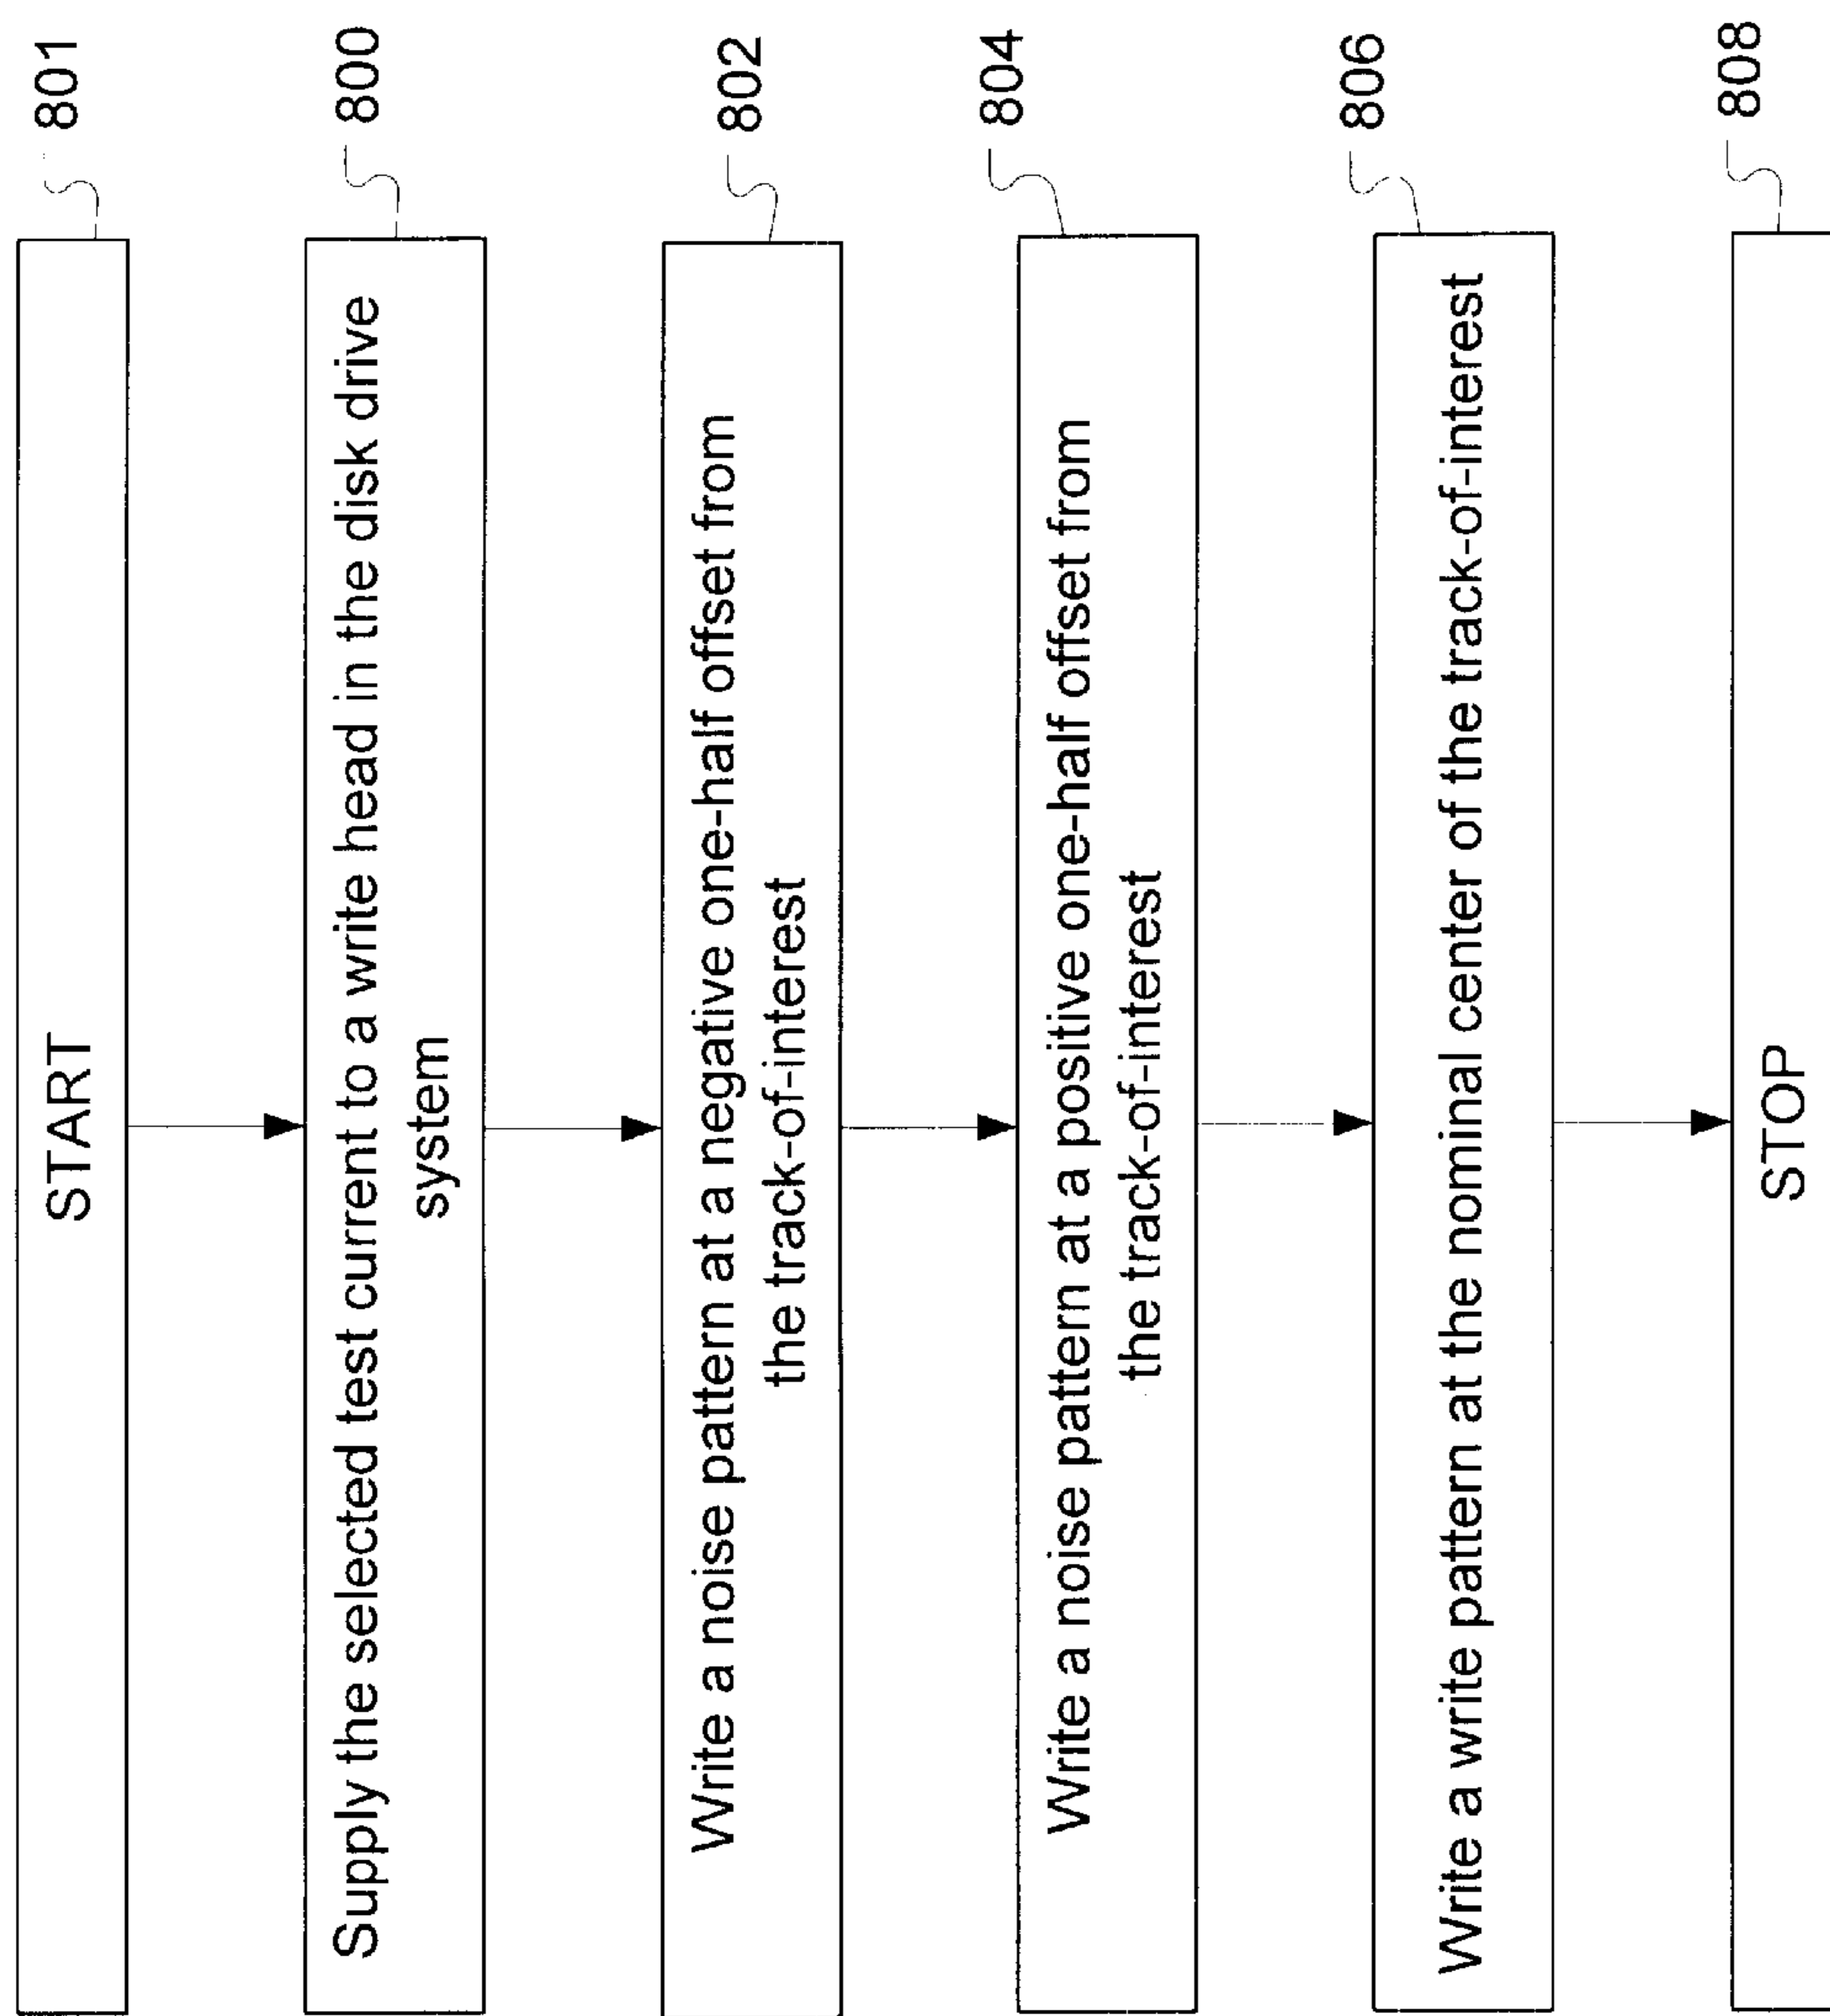 START
801
Supply the selected test current to a write head in the disk drive
system
800
Write a noise pattern at a negative one-half offset from
the track-of-interest
802
Write a noise pattern at a positive one-half offset from
the track-of-interest
804
Write a write pattern at the nominal center of the track-of-interest
806
STOP
808